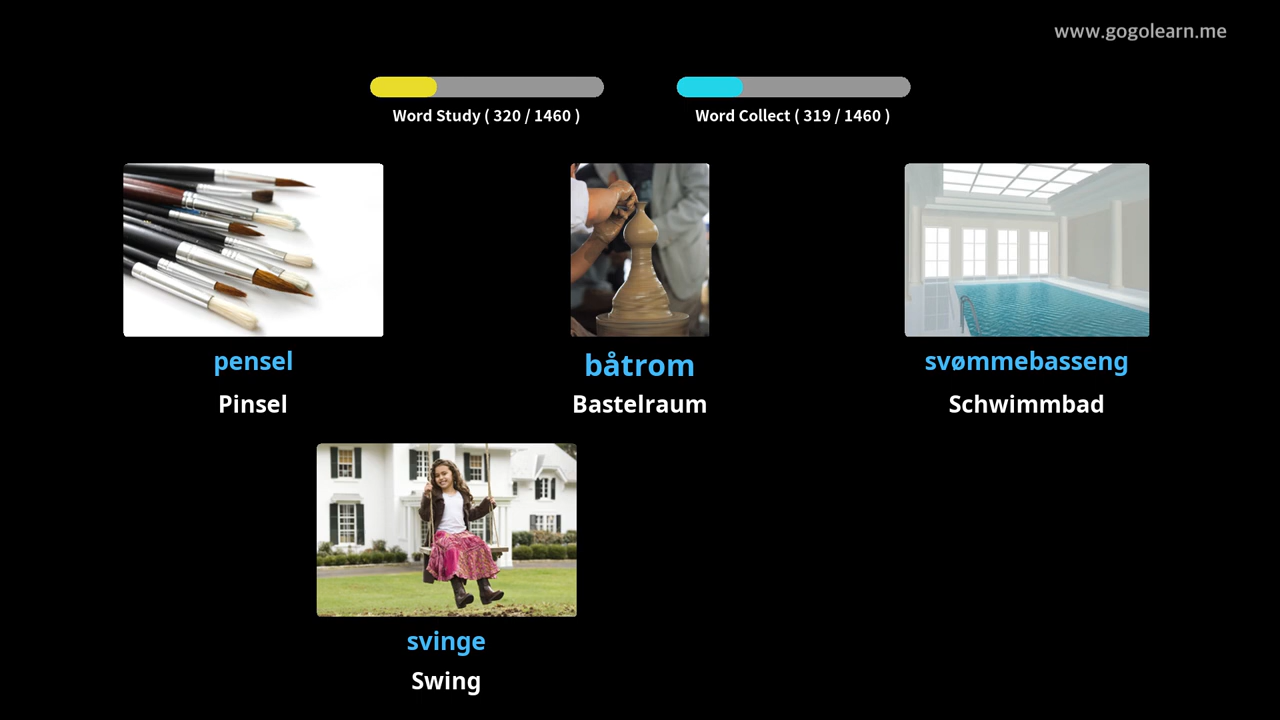 www.gogolearn.me
Word Study ( 320 / 1460 )
Word Collect ( 319 / 1460 )
pensel
båtrom
svømmebasseng
Pinsel
Bastelraum
Schwimmbad
svinge
Swing